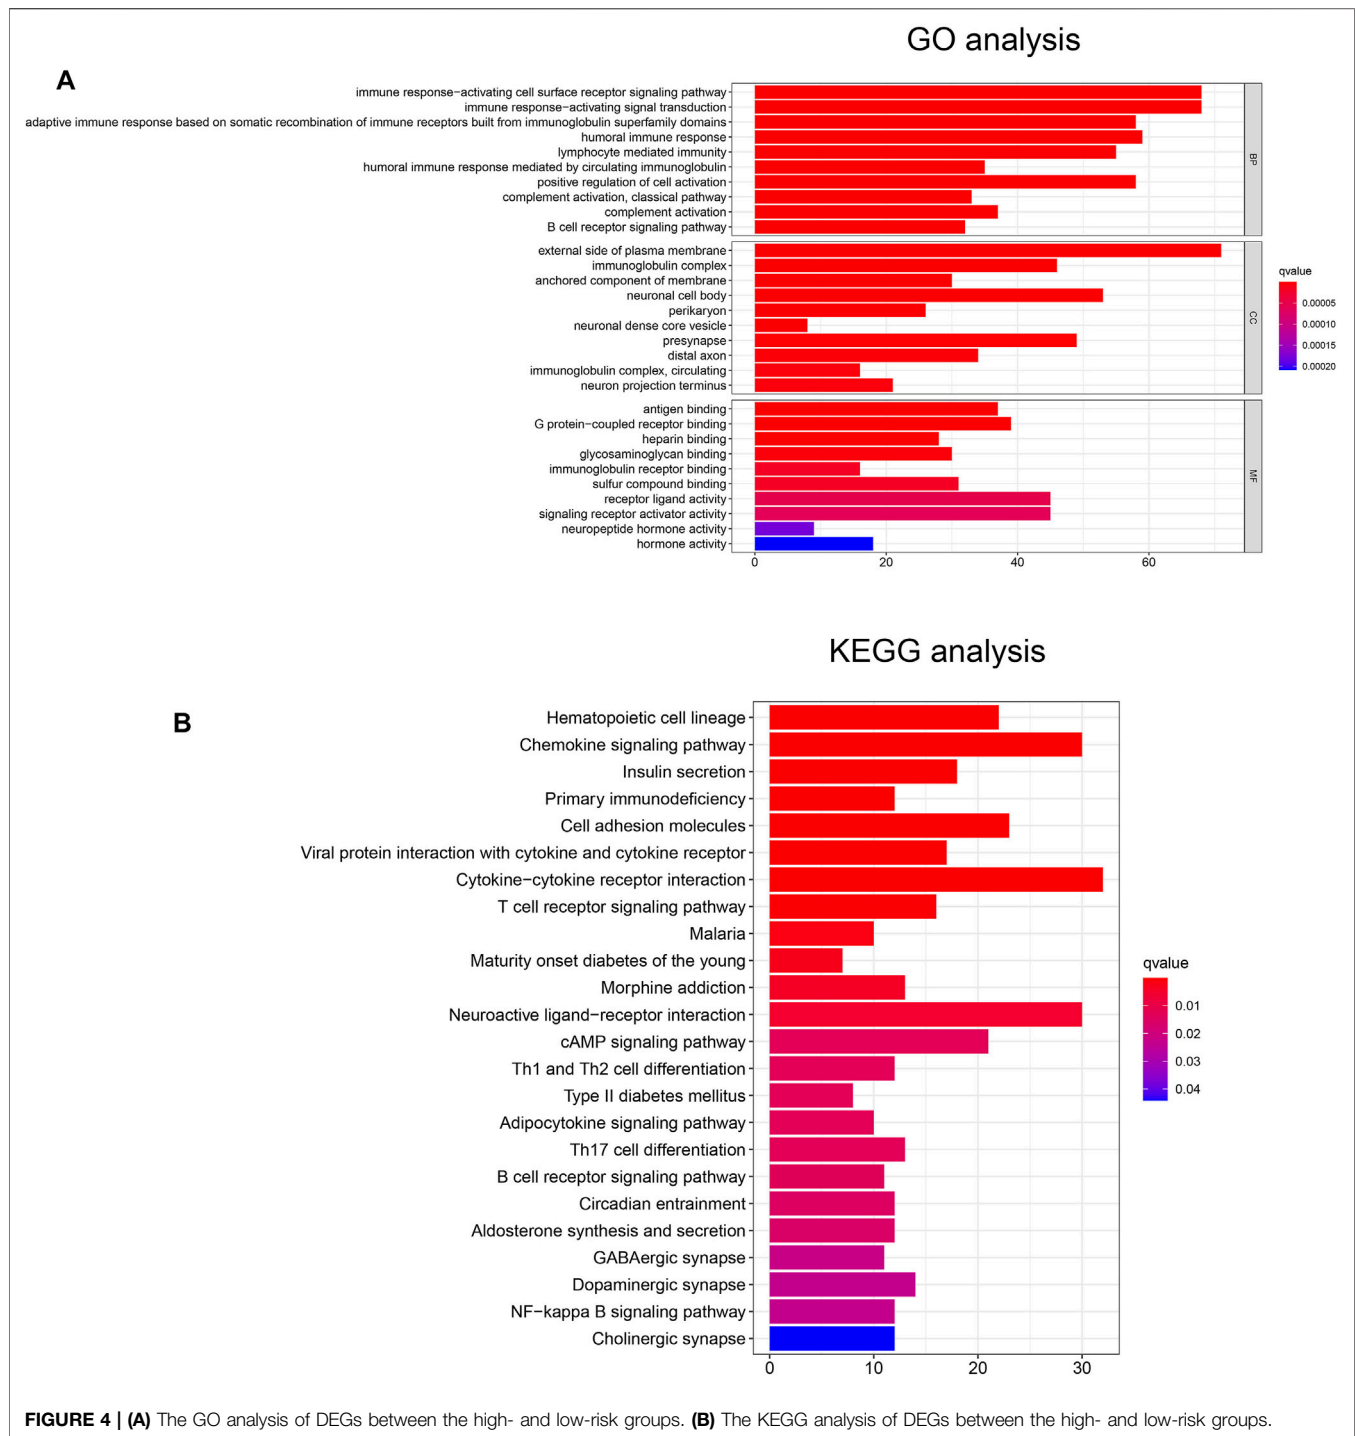 GO analysis
A
immune response−activating cell surface receptor signaling pathway
immune response−activating signal transduction
adaptive immune response based on somatic recombination of immune receptors built from immunoglobulin superfamily domains
humoral immune response
lymphocyte mediated immunity
humoral immune response mediated by circulating immunoglobulin
positive regulation of cell activation
complement activation, classical pathway
complement activation
B cell receptor signaling pathway
BP
external side of plasma membrane
immunoglobulin complex
anchored component of membrane
neuronal cell body
perikaryon
neuronal dense core vesicle
presynapse
distal axon
immunoglobulin complex, circulating
neuron projection terminus
CC
antigen binding
G protein−coupled receptor binding
heparin binding
glycosaminoglycan binding
immunoglobulin receptor binding
sulfur compound binding
receptor ligand activity
signaling receptor activator activity
neuropeptide hormone activity
hormone activity
MF
0 20 40 60
qvalue
0.00005
0.00010
0.00015
0.00020
KEGG analysis
B
Hematopoietic cell lineage
Chemokine signaling pathway
Insulin secretion
Primary immunodeficiency
Cell adhesion molecules
Viral protein interaction with cytokine and cytokine receptor
Cytokine−cytokine receptor interaction
T cell receptor signaling pathway
Malaria
Maturity onset diabetes of the young
Morphine addiction
Neuroactive ligand−receptor interaction
cAMP signaling pathway
Th1 and Th2 cell differentiation
Type II diabetes mellitus
Adipocytokine signaling pathway
Th17 cell differentiation
B cell receptor signaling pathway
Circadian entrainment
Aldosterone synthesis and secretion
GABAergic synapse
Dopaminergic synapse
NF−kappa B signaling pathway
Cholinergic synapse
0 10 20 30
qvalue
0.01
0.02
0.03
0.04
FIGURE 4 | (A) The GO analysis of DEGs between the high- and low-risk groups. (B) The KEGG analysis of DEGs between the high- and low-risk groups.